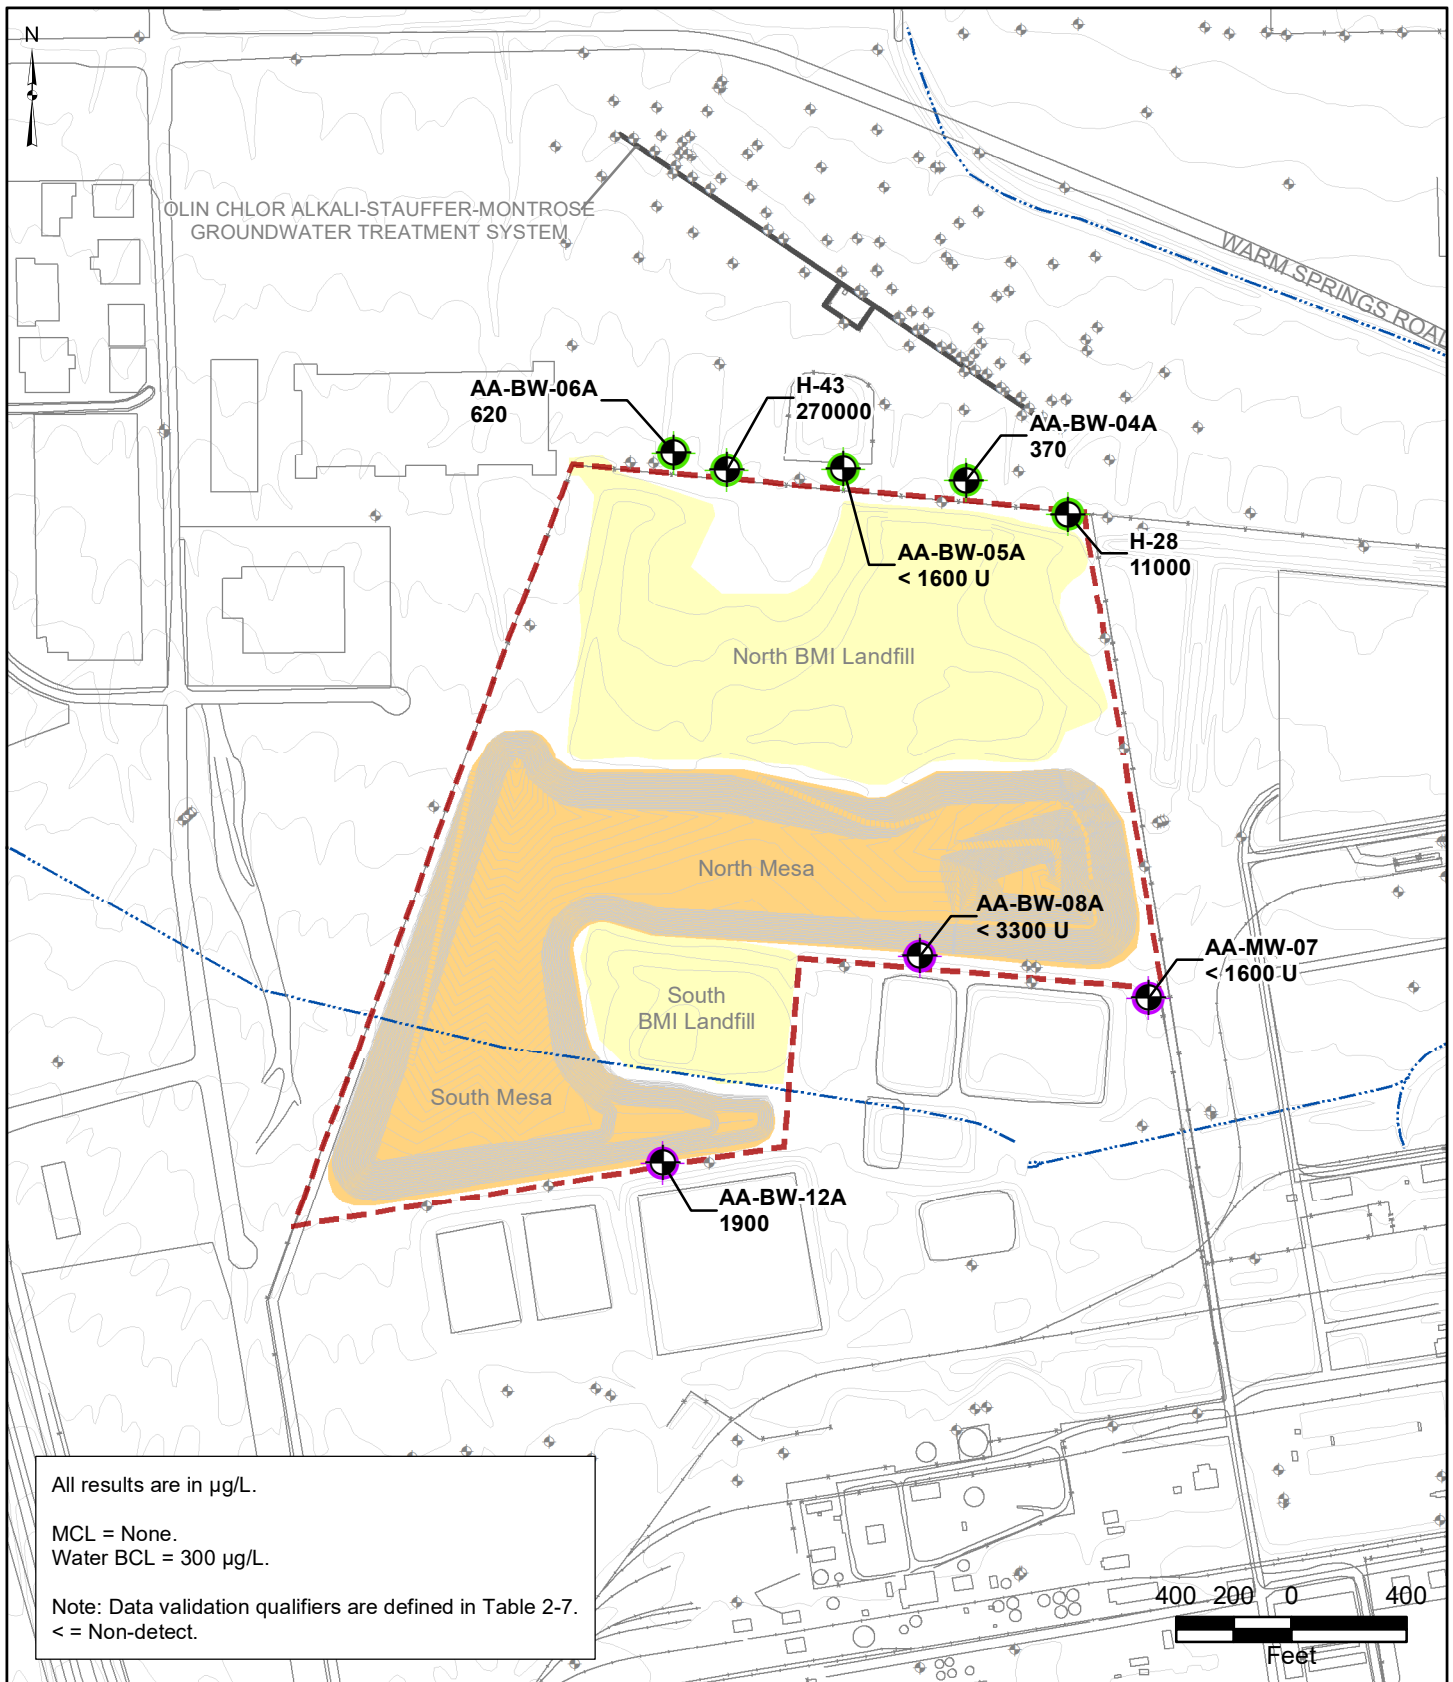 N
OLIN CHLOR ALKALI-STAUFFER-MONTROSE
GROUNDWATER TREATMENT SYSTEM
WARM SPRINGS ROAD
AA-BW-06A
620
H-43
270000
AA-BW-04A
370
AA-BW-05A
< 1600 U
H-28
11000
North BMI Landfill
North Mesa
AA-BW-08A
< 3300 U
AA-MW-07
< 1600 U
South
BMI Landfill
South Mesa
AA-BW-12A
1900
All results are in µg/L.
MCL = None.
Water BCL = 300 µg/L.
Note: Data validation qualifiers are defined in Table 2-7.
< = Non-detect.
400 200 0 400
Feet